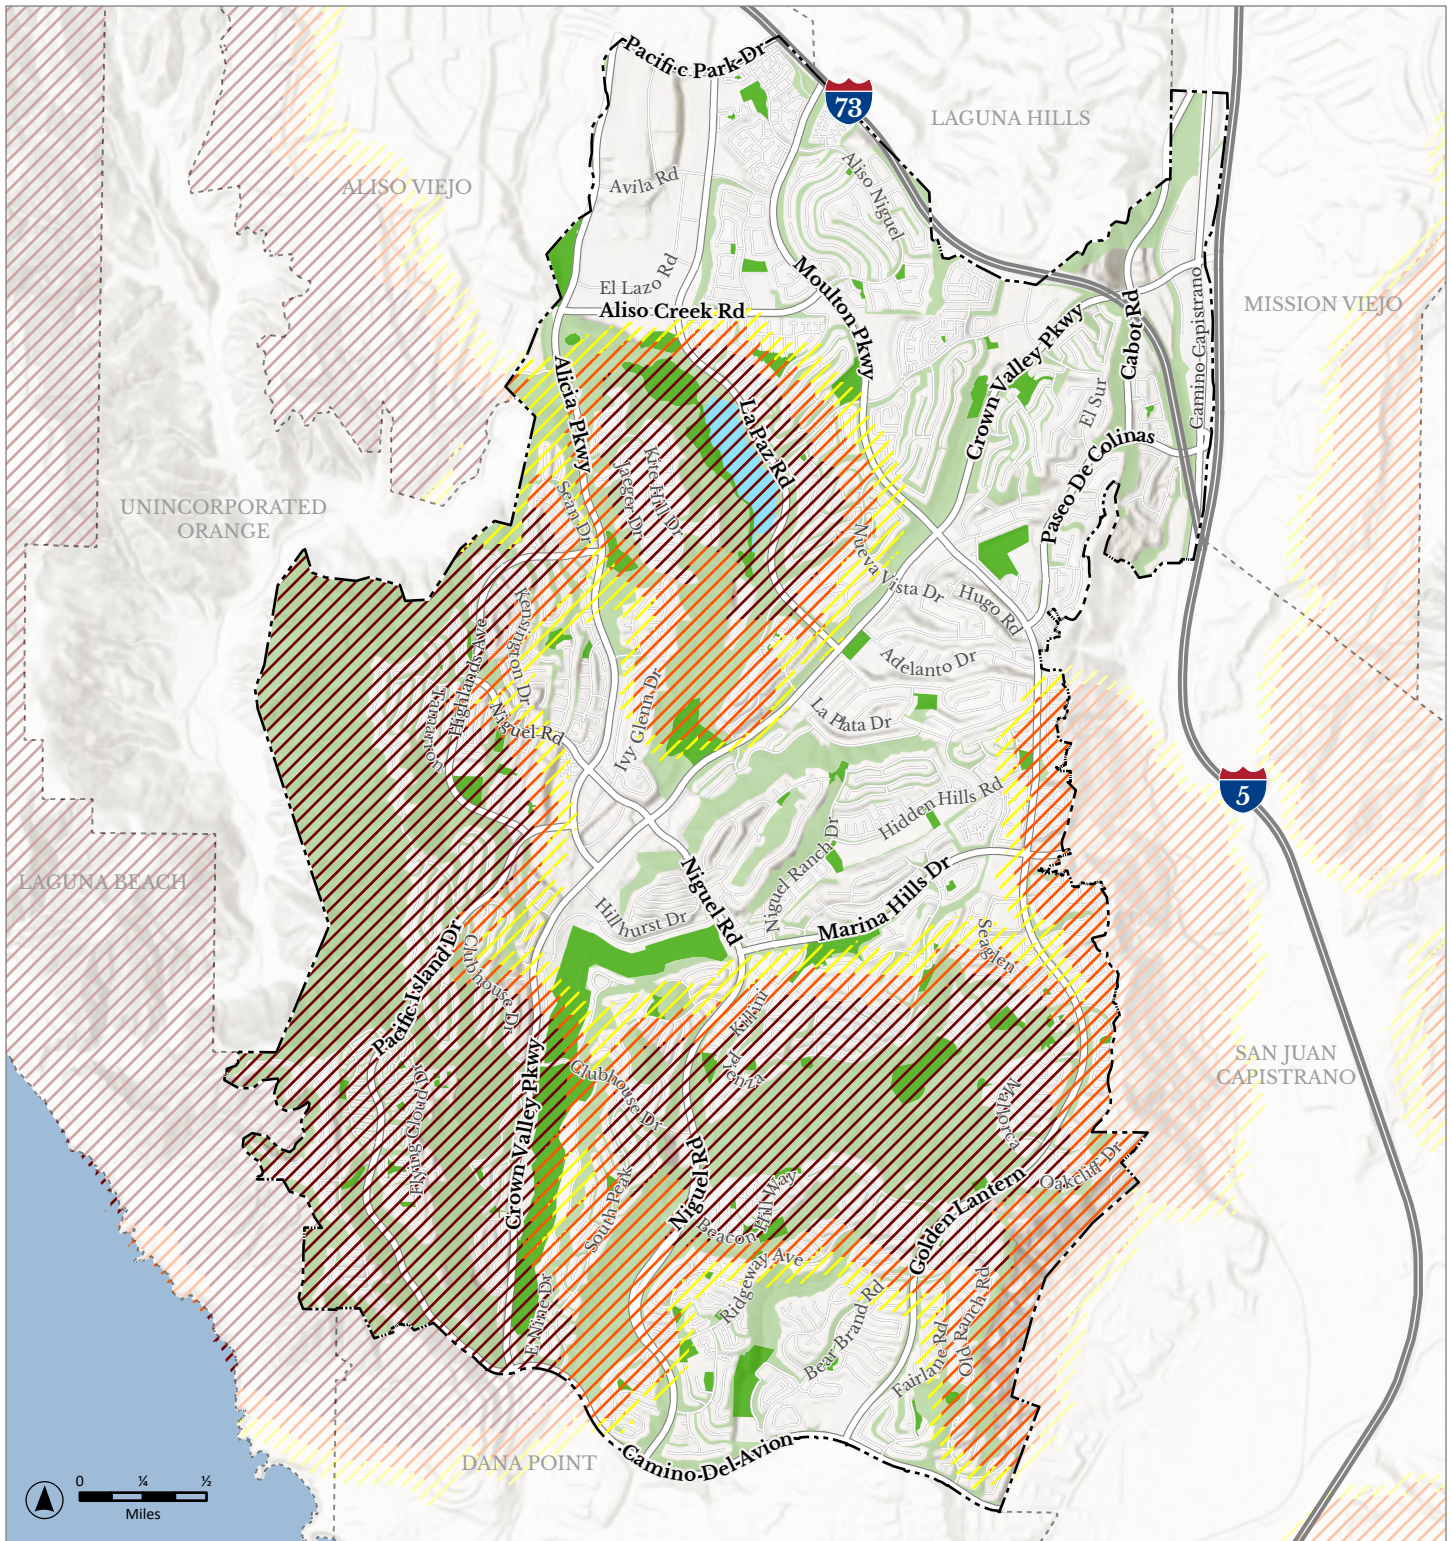 Pacific Park Dr
73
LAGUNA HILLS
ALISO VIEJO
Avila Rd
Aliso Niguel
El Lazo Rd
Aliso Creek Rd
Moulton Pkwy
MISSION VIEJO
Camino Capistrano
Cabot Rd
Crown Valley Pkwy
El Sur
Paseo De Colinas
Alicia Pkwy
La Paz Rd
Kite Hill Dr
Jaeger Dr
Sean Dr
UNINCORPORATED
ORANGE
Nueva Vista Dr
Hugo Rd
Kensington Dr
Highlands Ave
Adelanto Dr
Niguel Rd
Ivy Glenn Dr
La Plata Dr
5
Hidden Hills Rd
Niguel Ranch Dr
LAGUNA BEACH
Niguel Rd
Marina Hills Dr
Hillhurst Dr
Seaglen
Pacific Island Dr
Clubhouse Dr
Killini
Pienza
SAN JUAN
CAPISTRANO
Clubhouse Dr
Flying Cloud Dr
Crown Valley Pkwy
Mallorca
Oakcliff Dr
Niguel Rd
South Peak
Beacon Hill Way
Golden Lantern
Ridgeway Ave
Old Ranch Rd
Bear Brand Rd
Fairlane Rd
E Nine Dr
Camino Del Avion
DANA POINT
0 ¼ ½
Miles